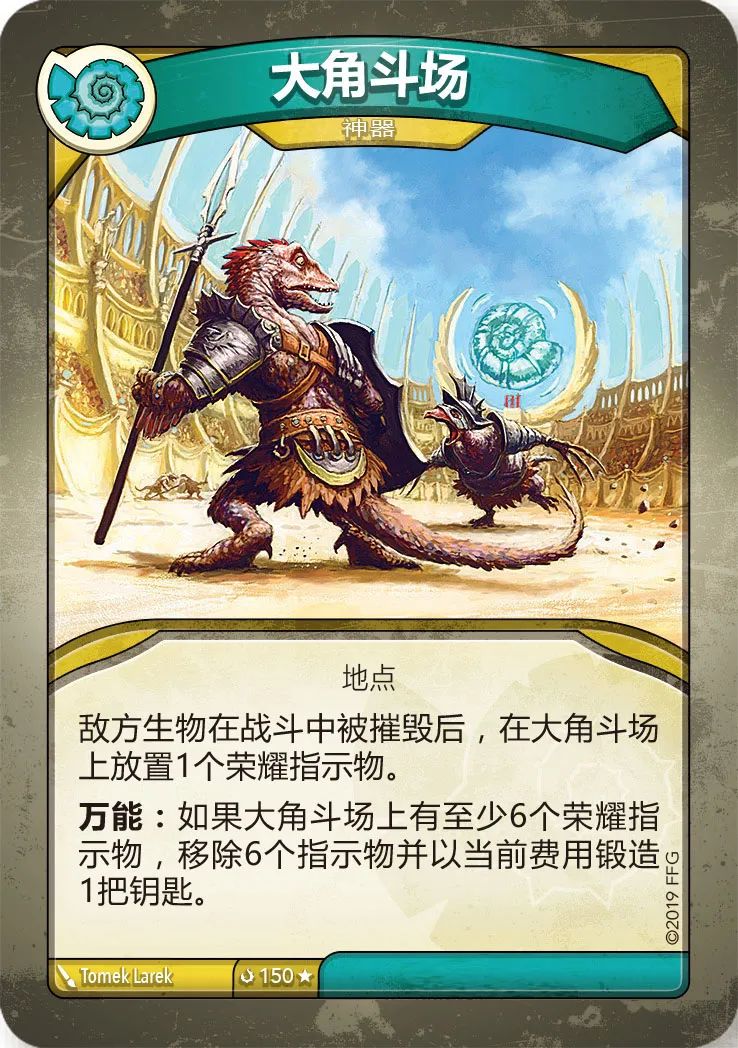 大角斗场
神器
地点
敌方生物在战斗中被摧毁后，在大角斗场
上放置1个荣耀指示物。
万能：如果大角斗场上有至少6个荣耀指
示物，移除6个指示物并以当前费用锻造
1把钥匙。
©2019 FFG
Tomek Larek
150★